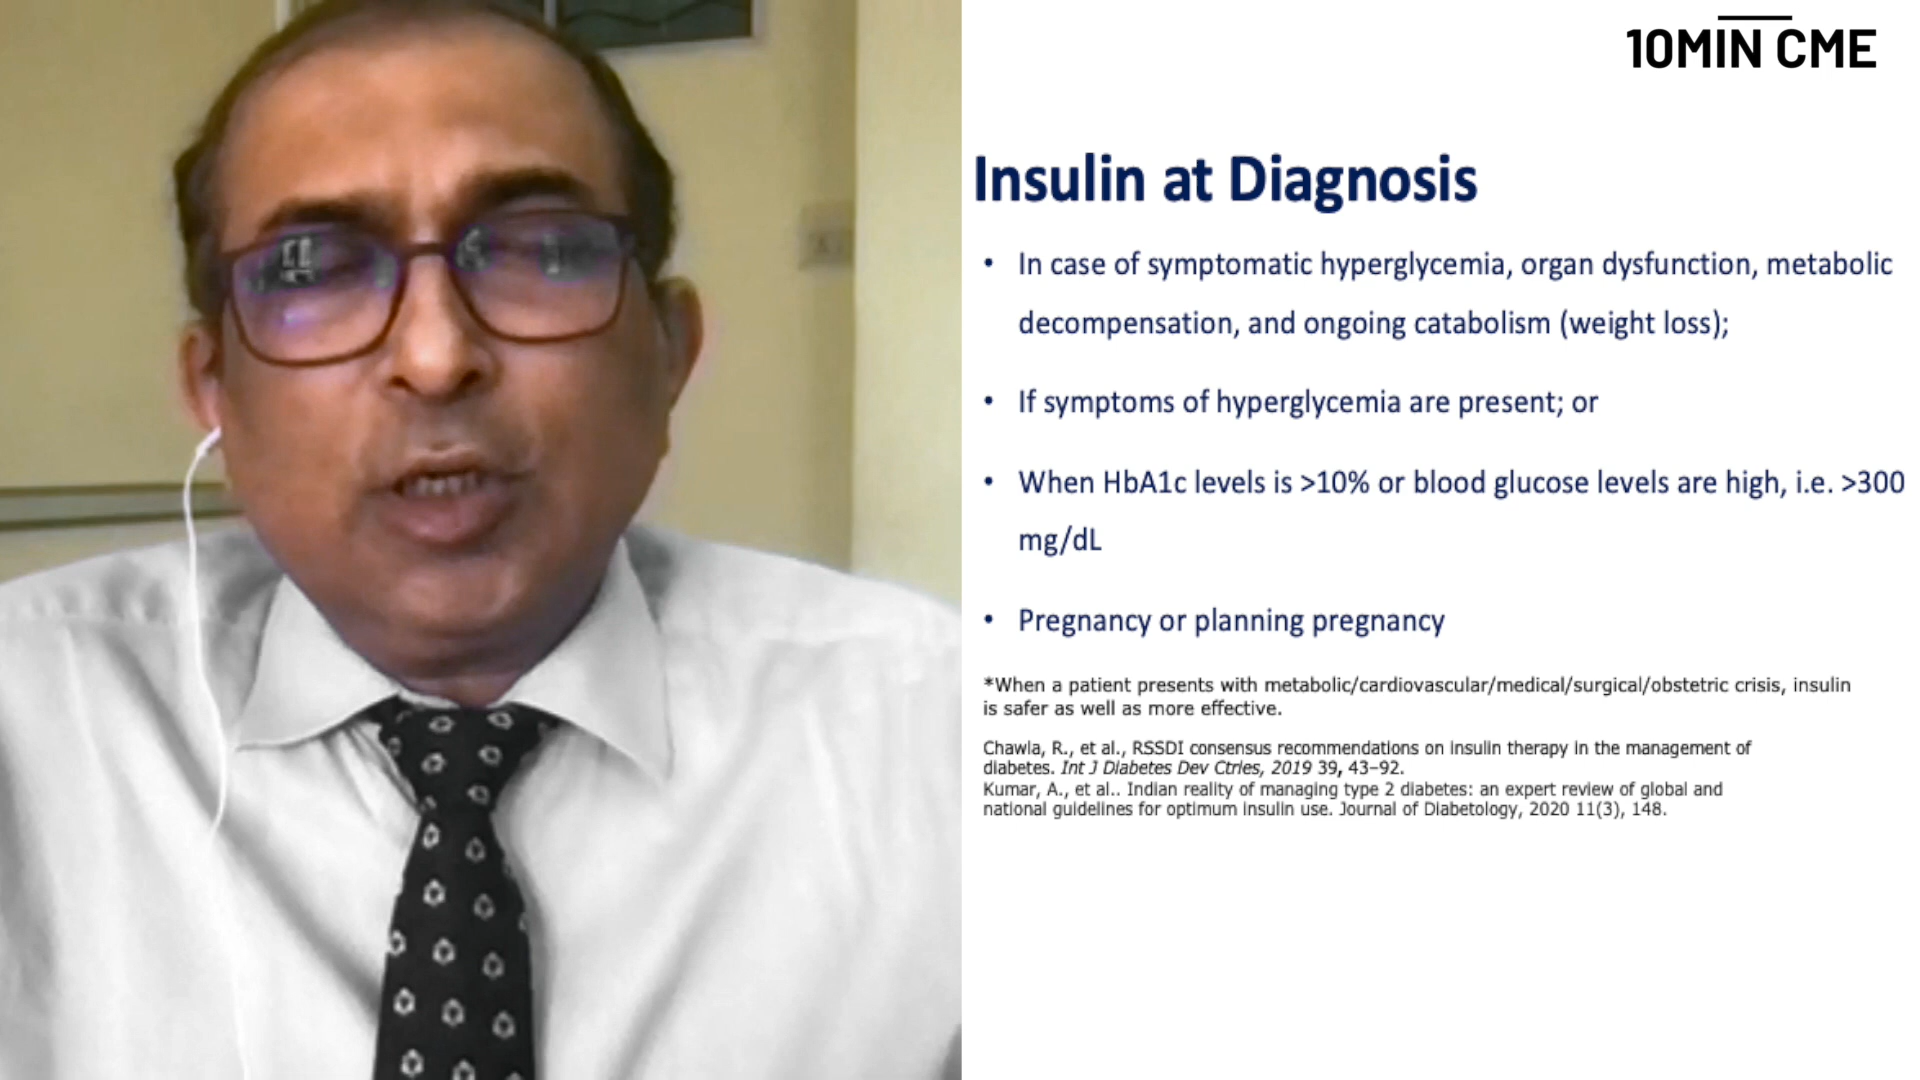 10MIN CME
Insulin at Diagnosis
• In case of symptomatic hyperglycemia, organ dysfunction, metabolic
decompensation, and ongoing catabolism (weight loss);
• If symptoms of hyperglycemia are present; or
• When HbA1c levels is >10% or blood glucose levels are high, i.e. >300
mg/dL
• Pregnancy or planning pregnancy
*When a patient presents with metabolic/cardiovascular/medical/surgical/obstetric crisis, insulin
is safer as well as more effective.
Chawla, R., et al., RSSDI consensus recommendations on insulin therapy in the management of
diabetes. Int J Diabetes Dev Ctries, 2019 39, 43–92.
Kumar, A., et al.. Indian reality of managing type 2 diabetes: an expert review of global and
national guidelines for optimum insulin use. Journal of Diabetology, 2020 11(3), 148.